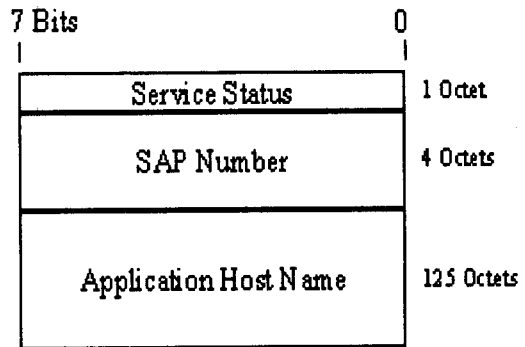 7 Bits 0
Service Status 1 Octet
SAP Number 4 Octets
Application Host Name 125 Octets